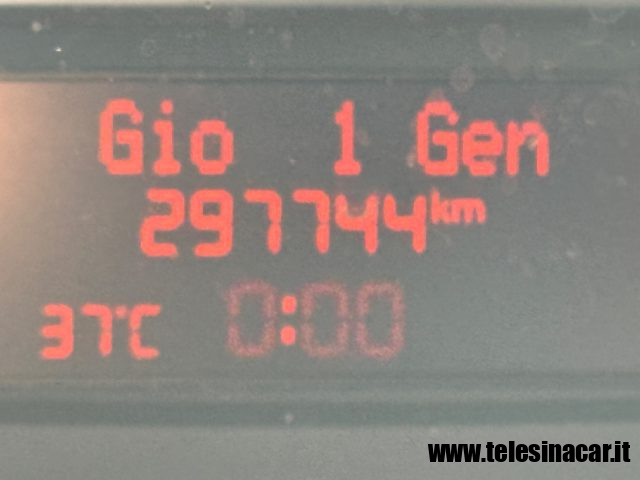 Gio 1 Gen
297744km
37°C 0:00
www.telesinacar.it